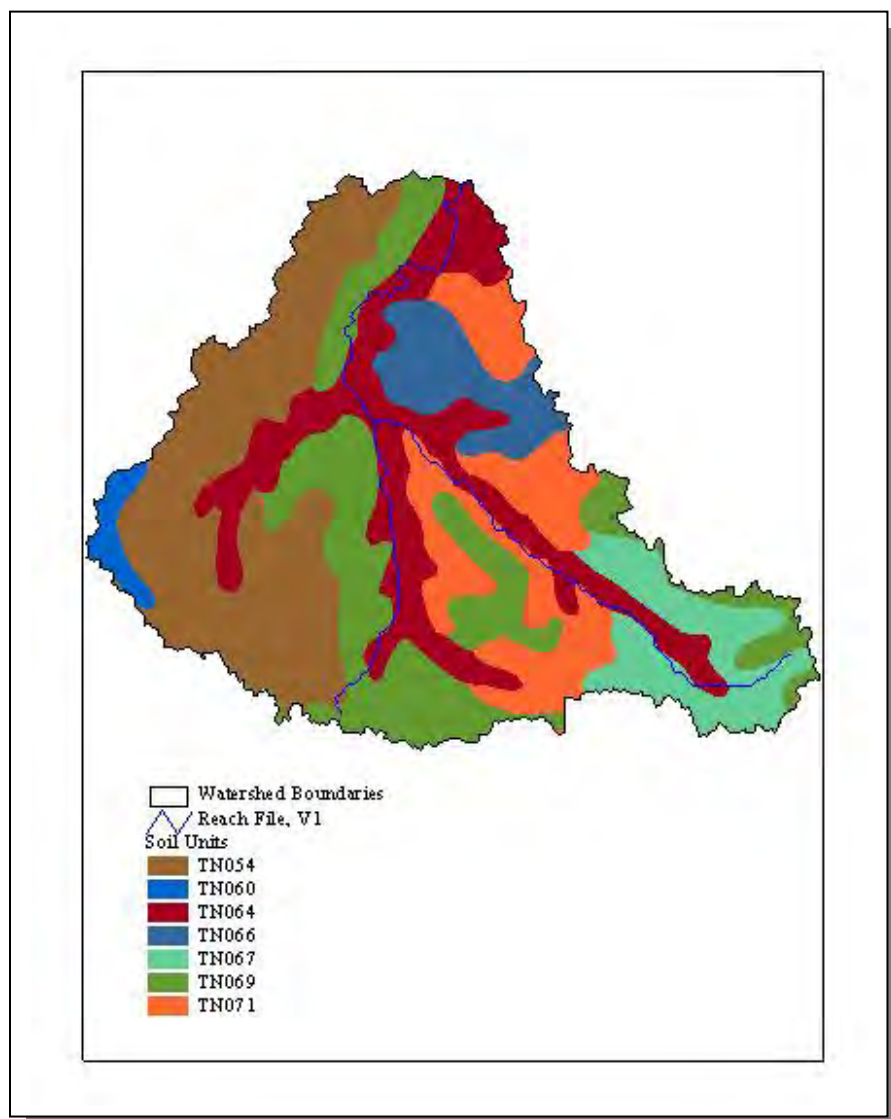 Watershed Boundaries
Reach File, V1
Soil Units
TN054
TN060
TN064
TN066
TN067
TN069
TN071